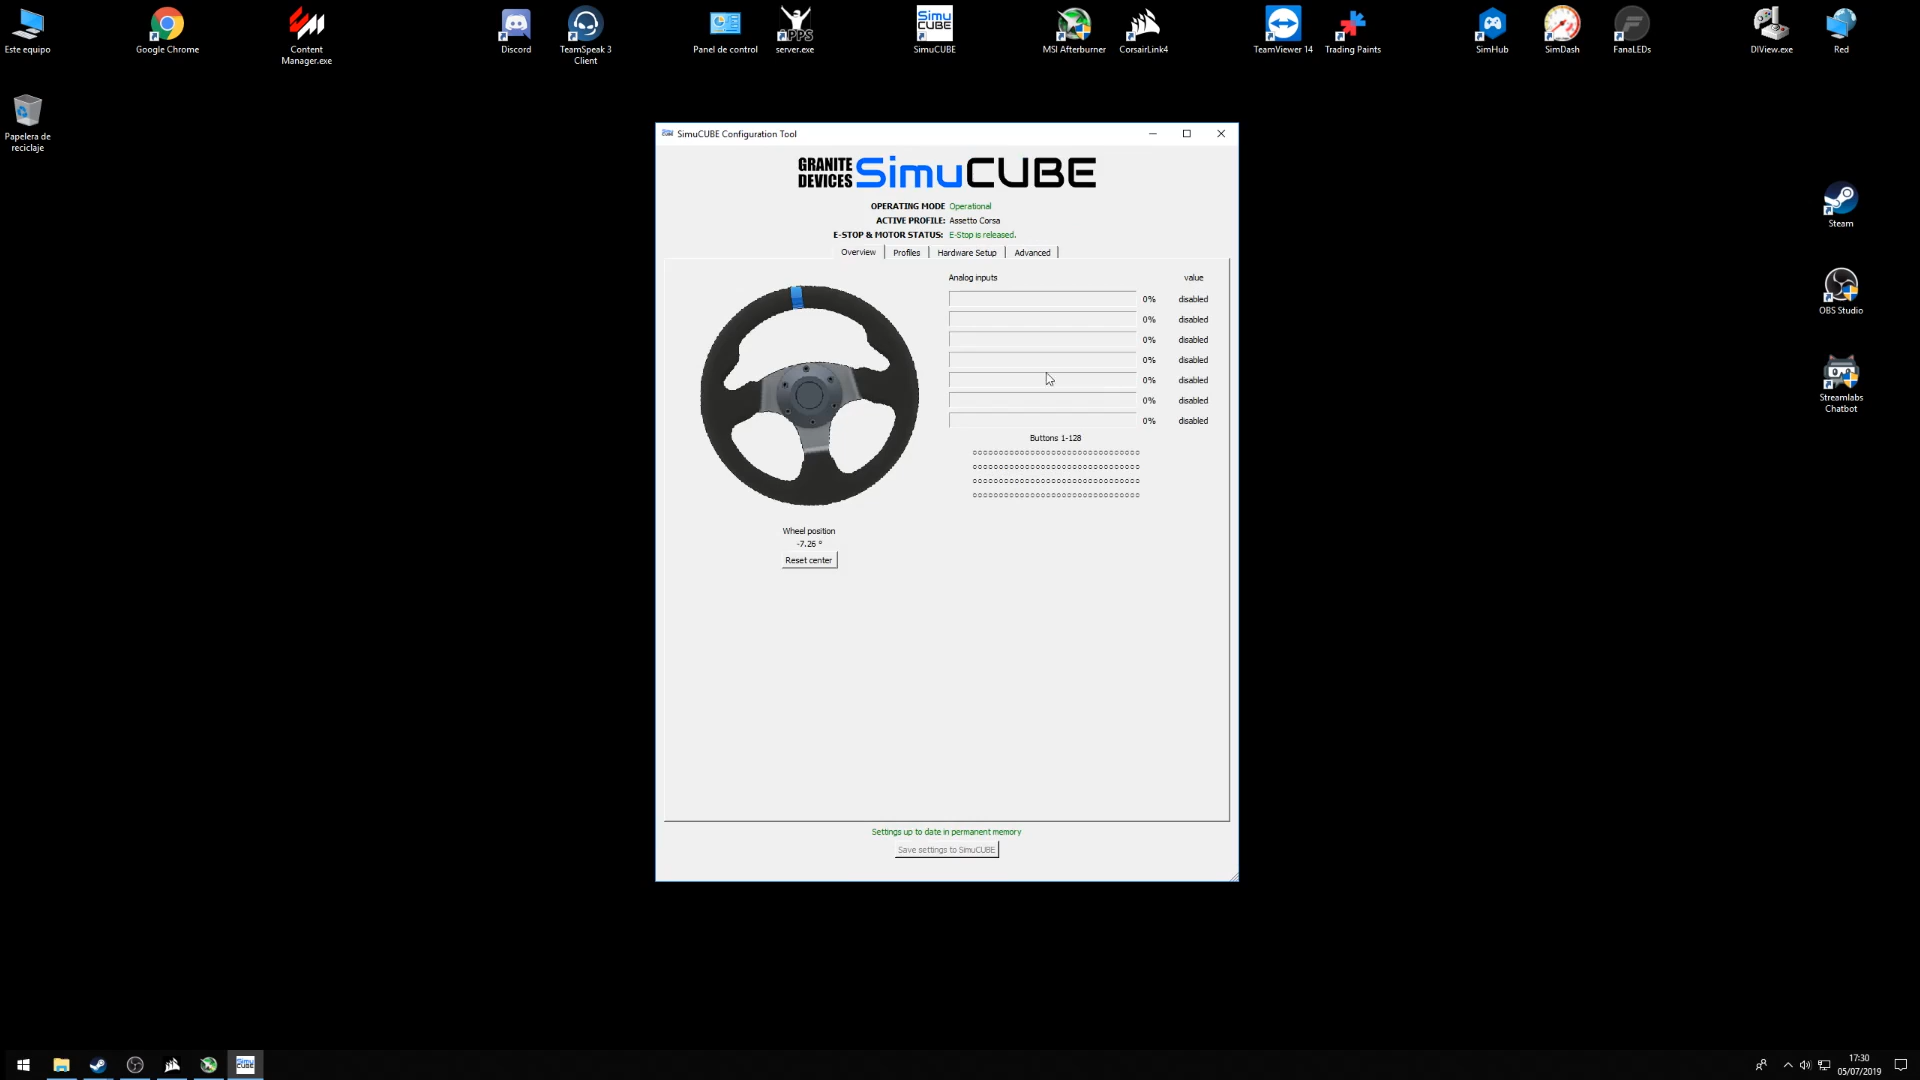 Este equipo
Google Chrome
Content
Manager.exe
Discord
TeamSpeak 3
Client
Panel de control
APPS
server.exe
Simu
CUBE
SimuCUBE
MSI Afterburner
CorsairLink4
TeamViewer 14
Trading Paints
SimHub
SimDash
FanaLEDs
DIView.exe
Red
Papelera de
reciclaje
Steam
OBS Studio
Streamlabs
Chatbot
SimuCUBE Configuration Tool
GRANITE
DEVICES
SimuCUBE
OPERATING MODE Operational
ACTIVE PROFILE: Assetto Corsa
E-STOP & MOTOR STATUS: E-Stop is released.
Overview Profiles Hardware Setup Advanced
Analog inputs value
0% disabled
0% disabled
0% disabled
0% disabled
0% disabled
0% disabled
0% disabled
Buttons 1-128
Wheel position
-7.26 °
Reset center
Settings up to date in permanent memory
Save settings to SimuCUBE
Simu
CUBE
17:30
05/07/2019